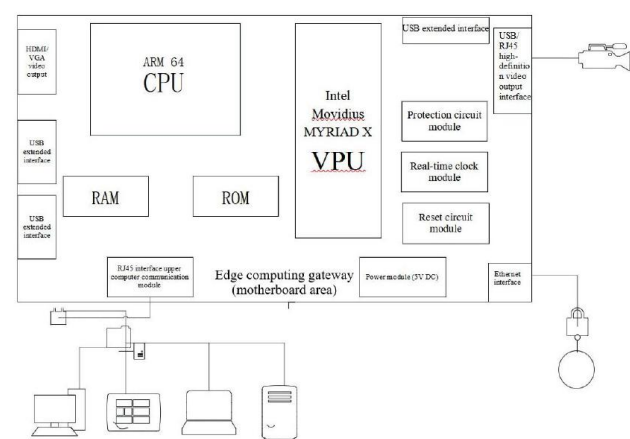 HDMI/
VGA
video
output
ARM 64
CPU
Intel
Movidius
MYRIAD X
VPU
USB extended interface
USB/
RJ45
high-
definitio
n video
output
interface
USB
extended
interface
Protection circuit
module
Real-time clock
module
RAM
ROM
USB
extended
interface
Reset circuit
module
RJ45 interface upper
computer communication
module
Edge computing gateway
(motherboard area)
Power module (5V DC)
Ethernet
interface